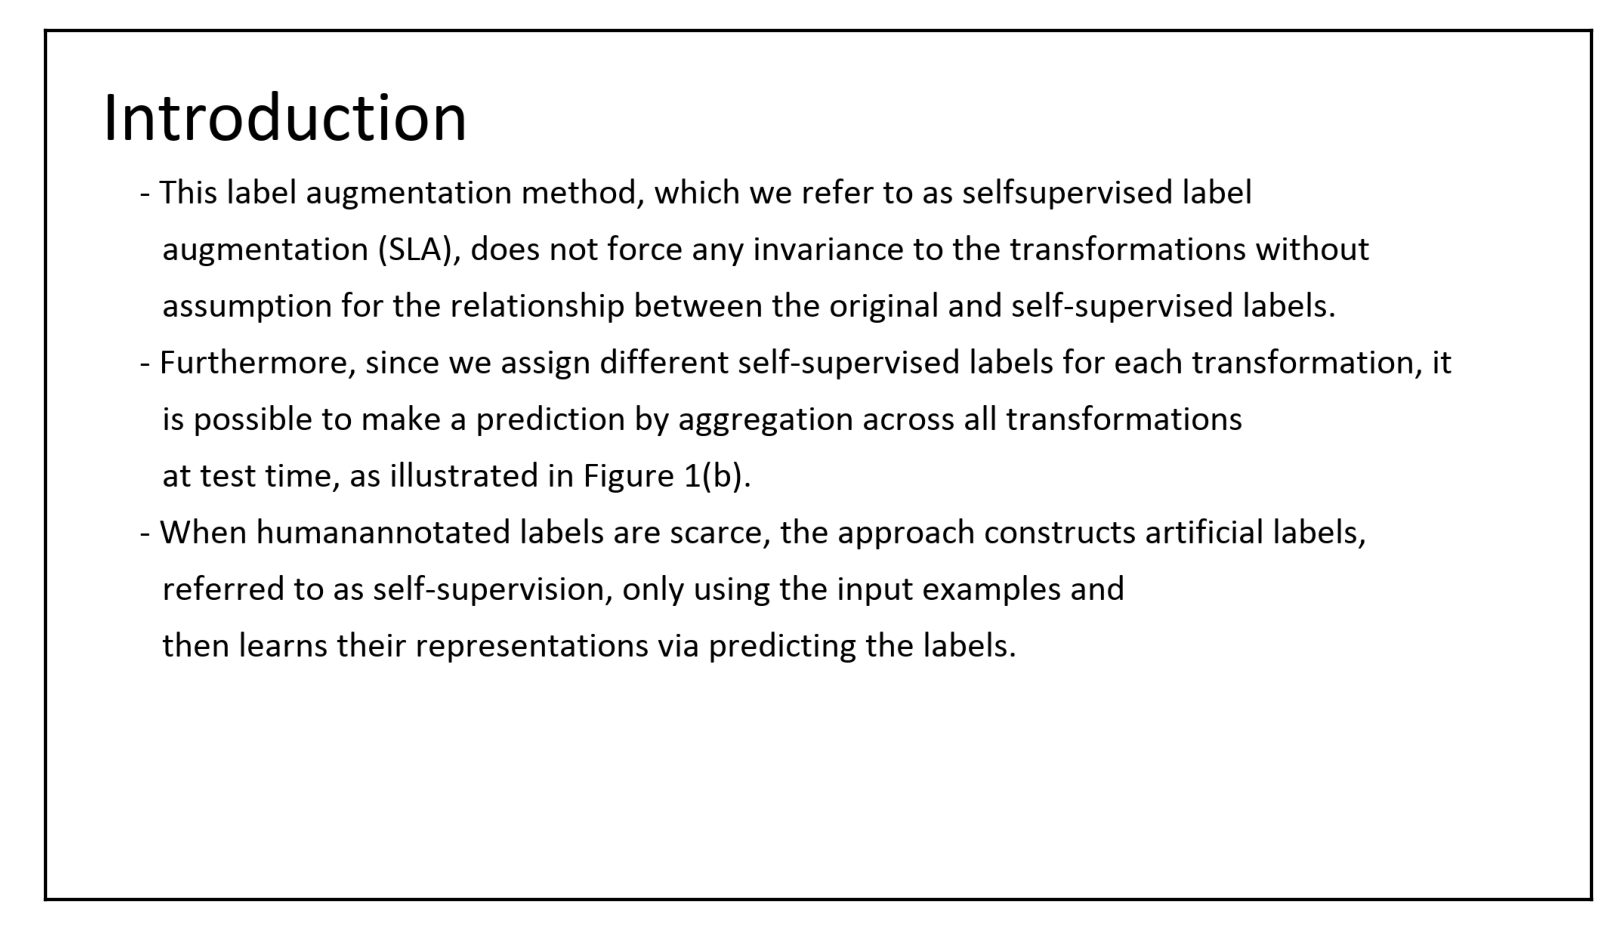 Introduction
- This label augmentation method, which we refer to as selfsupervised label
augmentation (SLA), does not force any invariance to the transformations without
assumption for the relationship between the original and self-supervised labels.
- Furthermore, since we assign different self-supervised labels for each transformation, it
is possible to make a prediction by aggregation across all transformations
at test time, as illustrated in Figure 1(b).
- When humanannotated labels are scarce, the approach constructs artificial labels,
referred to as self-supervision, only using the input examples and
then learns their representations via predicting the labels.